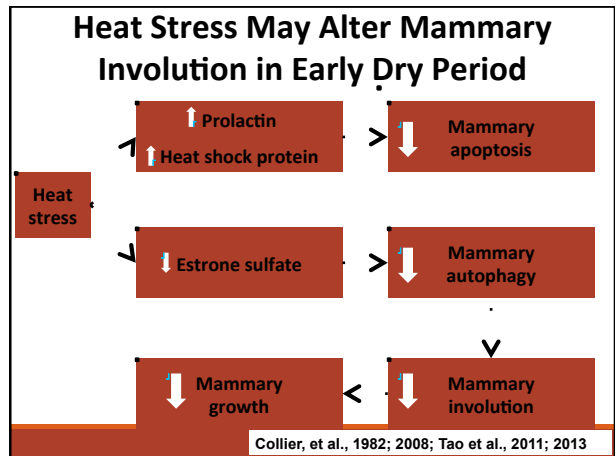 Heat Stress May Alter Mammary
Involution in Early Dry Period
Prolactin
Heat shock protein
Mammary
apoptosis
Heat
stress
Estrone sulfate
Mammary
autophagy
Mammary
growth
Mammary
involution
Collier, et al., 1982; 2008; Tao et al., 2011; 2013